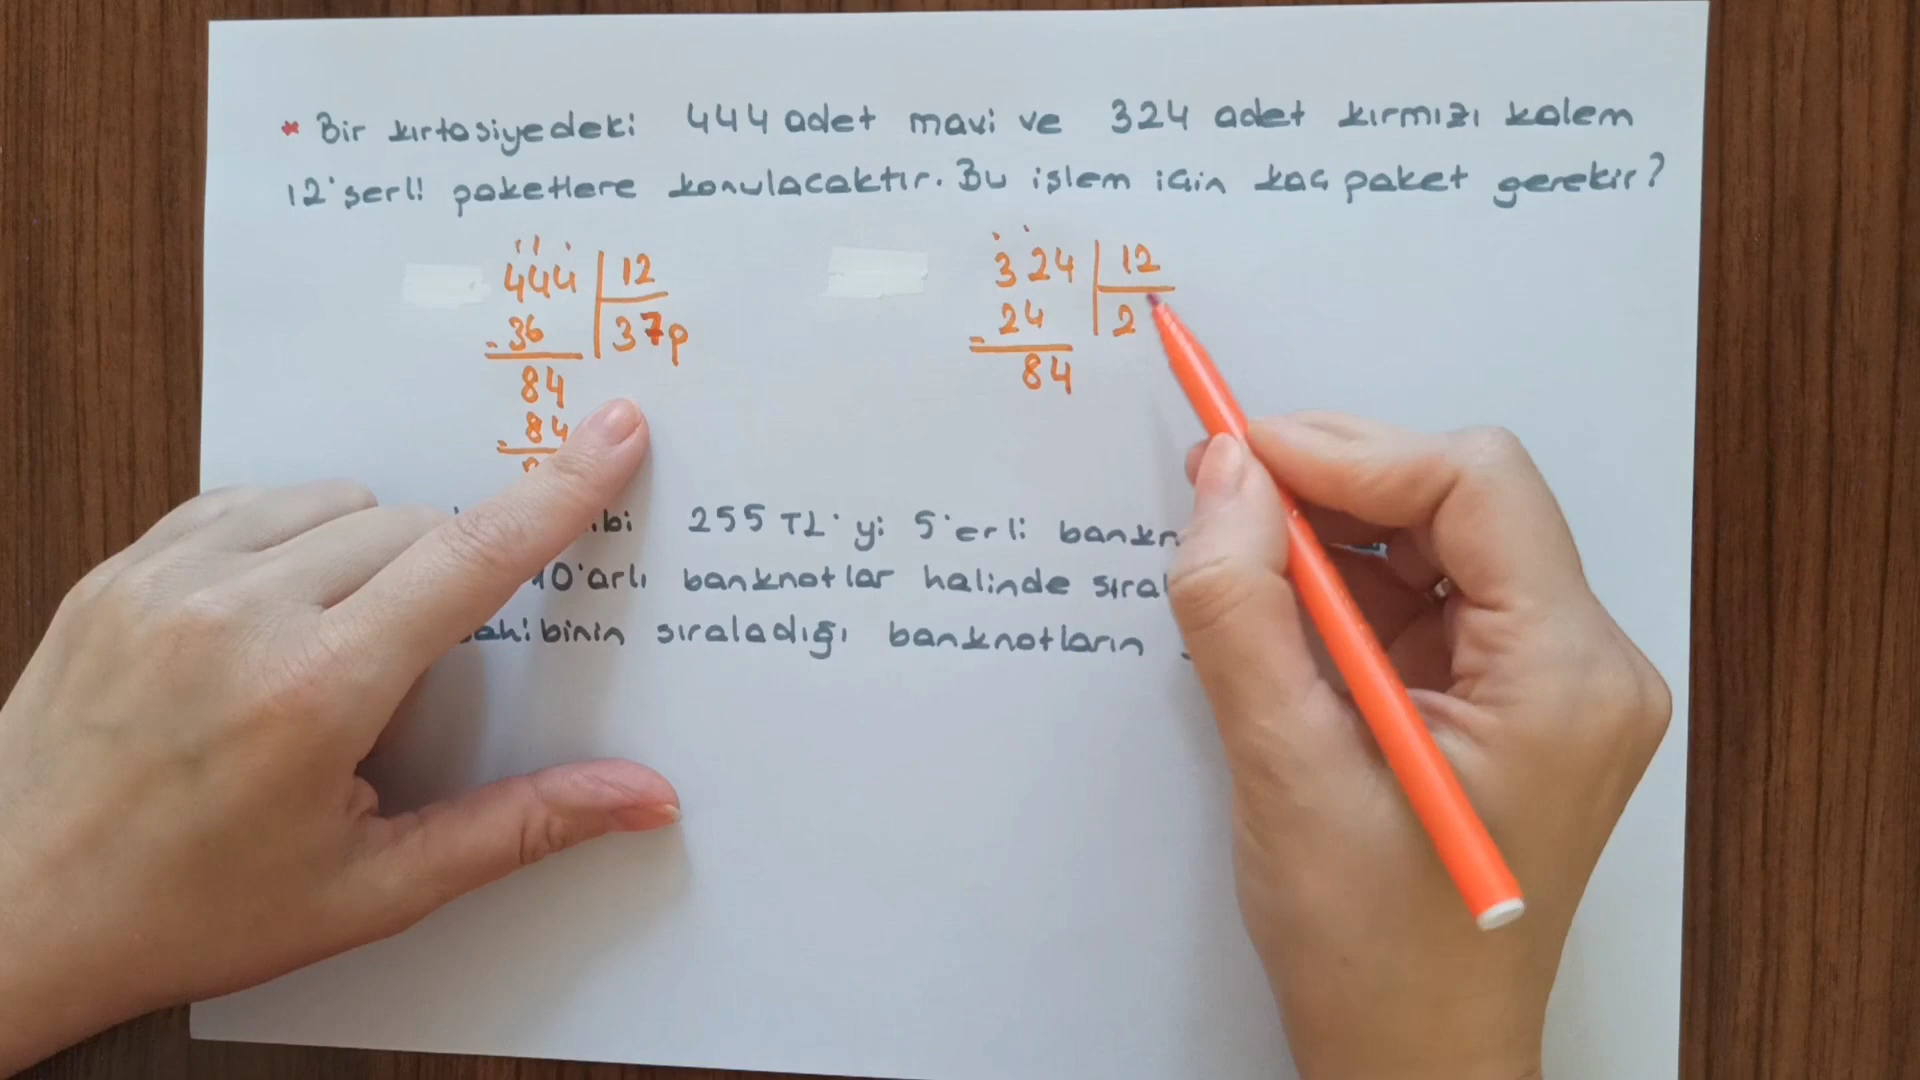 * Bir kırtasiyedeki 444 adet mavi ve 324 adet kırmızı kalem
12'şerli paketlere konulacaktır. Bu işlem için kaç paket gerekir?
444 | 12
- 36 | 37p
84
- 84
324 | 12
- 24 | 2
84
255 TL'yi 5'erli
10'arlı banknotlar halinde
sahibinin sıraladığı banknotların